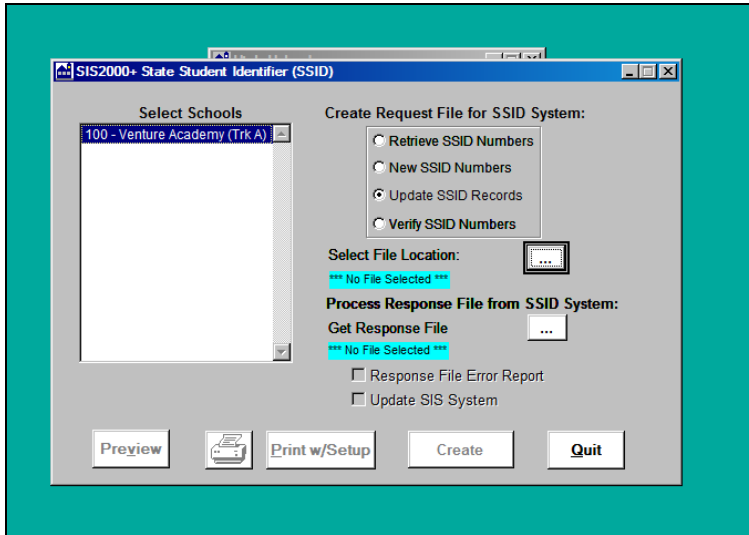 SIS2000+ State Student Identifier (SSID)
Select Schools
100 - Venture Academy (Trk A)
Create Request File for SSID System:
Retrieve SSID Numbers
New SSID Numbers
Update SSID Records
Verify SSID Numbers
Select File Location:
...
*** No File Selected ***
Process Response File from SSID System:
Get Response File
...
*** No File Selected ***
Response File Error Report
Update SIS System
Preview
Print w/Setup
Create
Quit